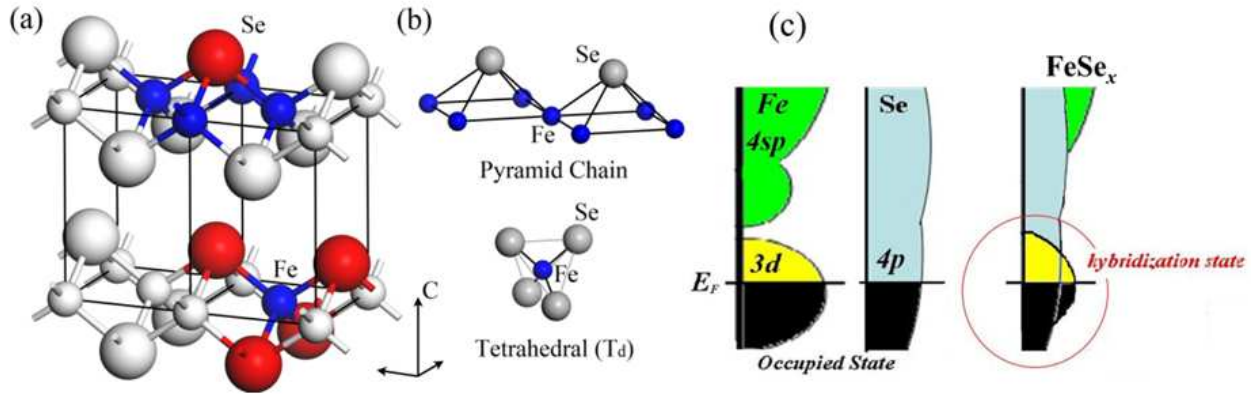 (a)
Se
Fe
C
(b)
Se
Fe
Pyramid Chain
Se
Fe
Tetrahedral (Td)
(c)
FeSex
Fe
4sp
Se
3d
4p
EF
hybridization state
Occupied State